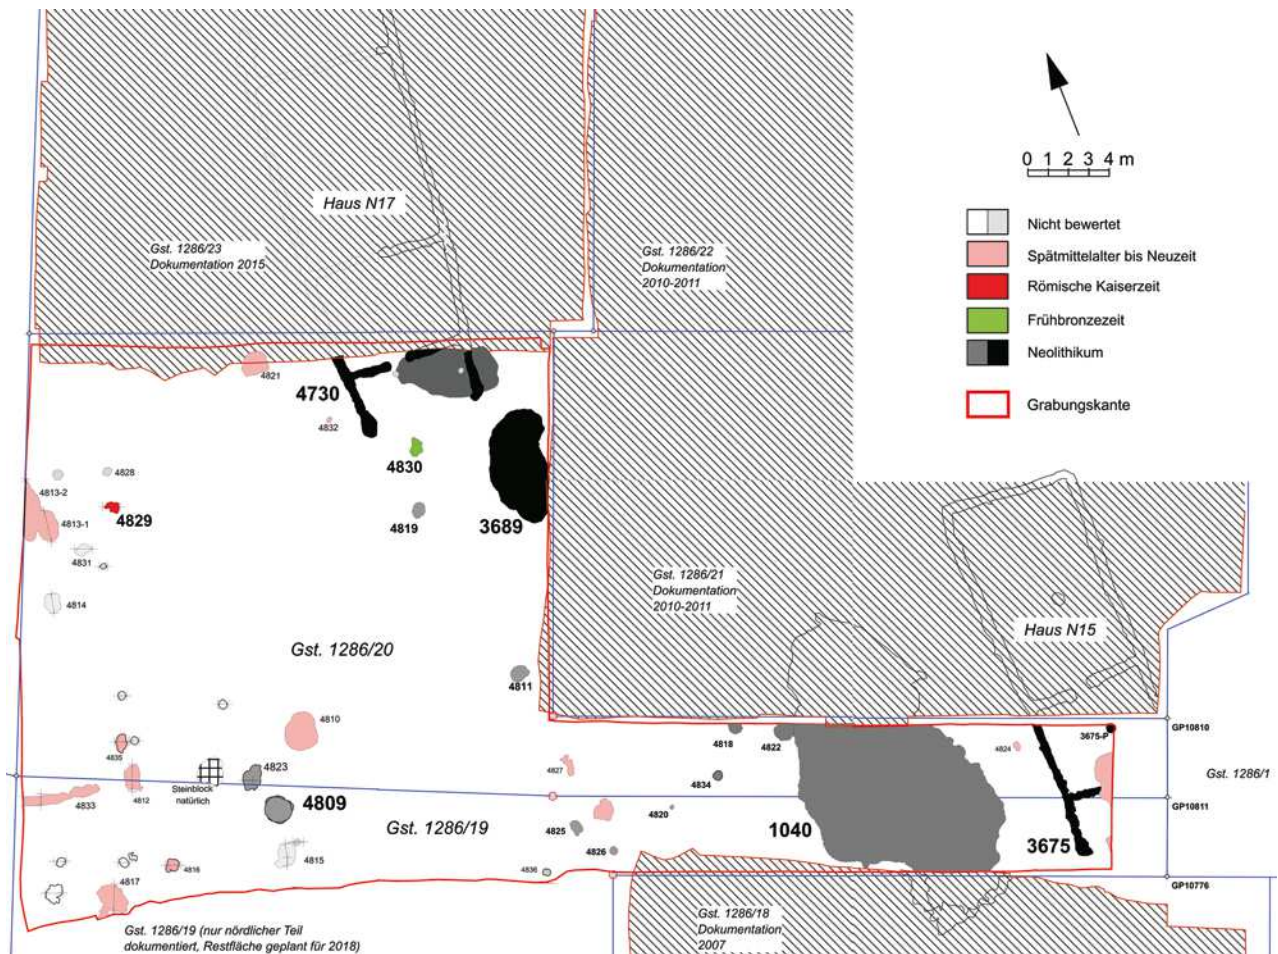 0 1 2 3 4 m
Nicht bewertet
Spätmittelalter bis Neuzeit
Römische Kaiserzeit
Frühbronzezeit
Neolithikum
Grabungskante
Haus N17
Gst. 1286/23
Dokumentation 2015
Gst. 1286/22
Dokumentation
2010-2011
4821
4730
4832
4830
4828
4813-2
4829
4813-1
4819
3689
4831
4814
Gst. 1286/21
Dokumentation
2010-2011
Haus N15
Gst. 1286/20
4811
4810
4818
4822
4824
3675-P
GP10810
4835
4827
4823
Gst. 1286/1
4812
Steinblock
natürlich
4834
4833
4809
4820
GP10811
Gst. 1286/19
4825
1040
3675
4826
4815
4816
4836
4817
GP10776
Gst. 1286/18
Dokumentation
2007
Gst. 1286/19 (nur nördlicher Teil
dokumentiert, Restfläche geplant für 2018)